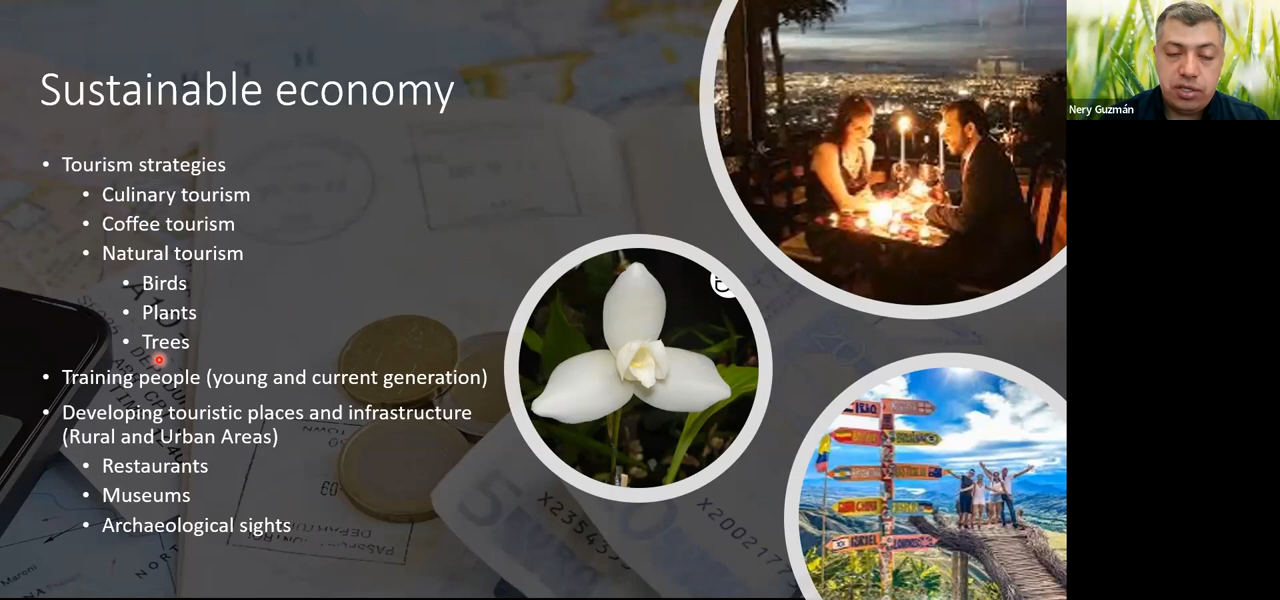 Sustainable economy
• Tourism strategies
• Culinary tourism
• Coffee tourism
• Natural tourism
• Birds
• Plants
• Trees
• Training people (young and current generation)
• Developing touristic places and infrastructure
(Rural and Urban Areas)
• Restaurants
• Museums
• Archaeological sights
Nery Guzmán